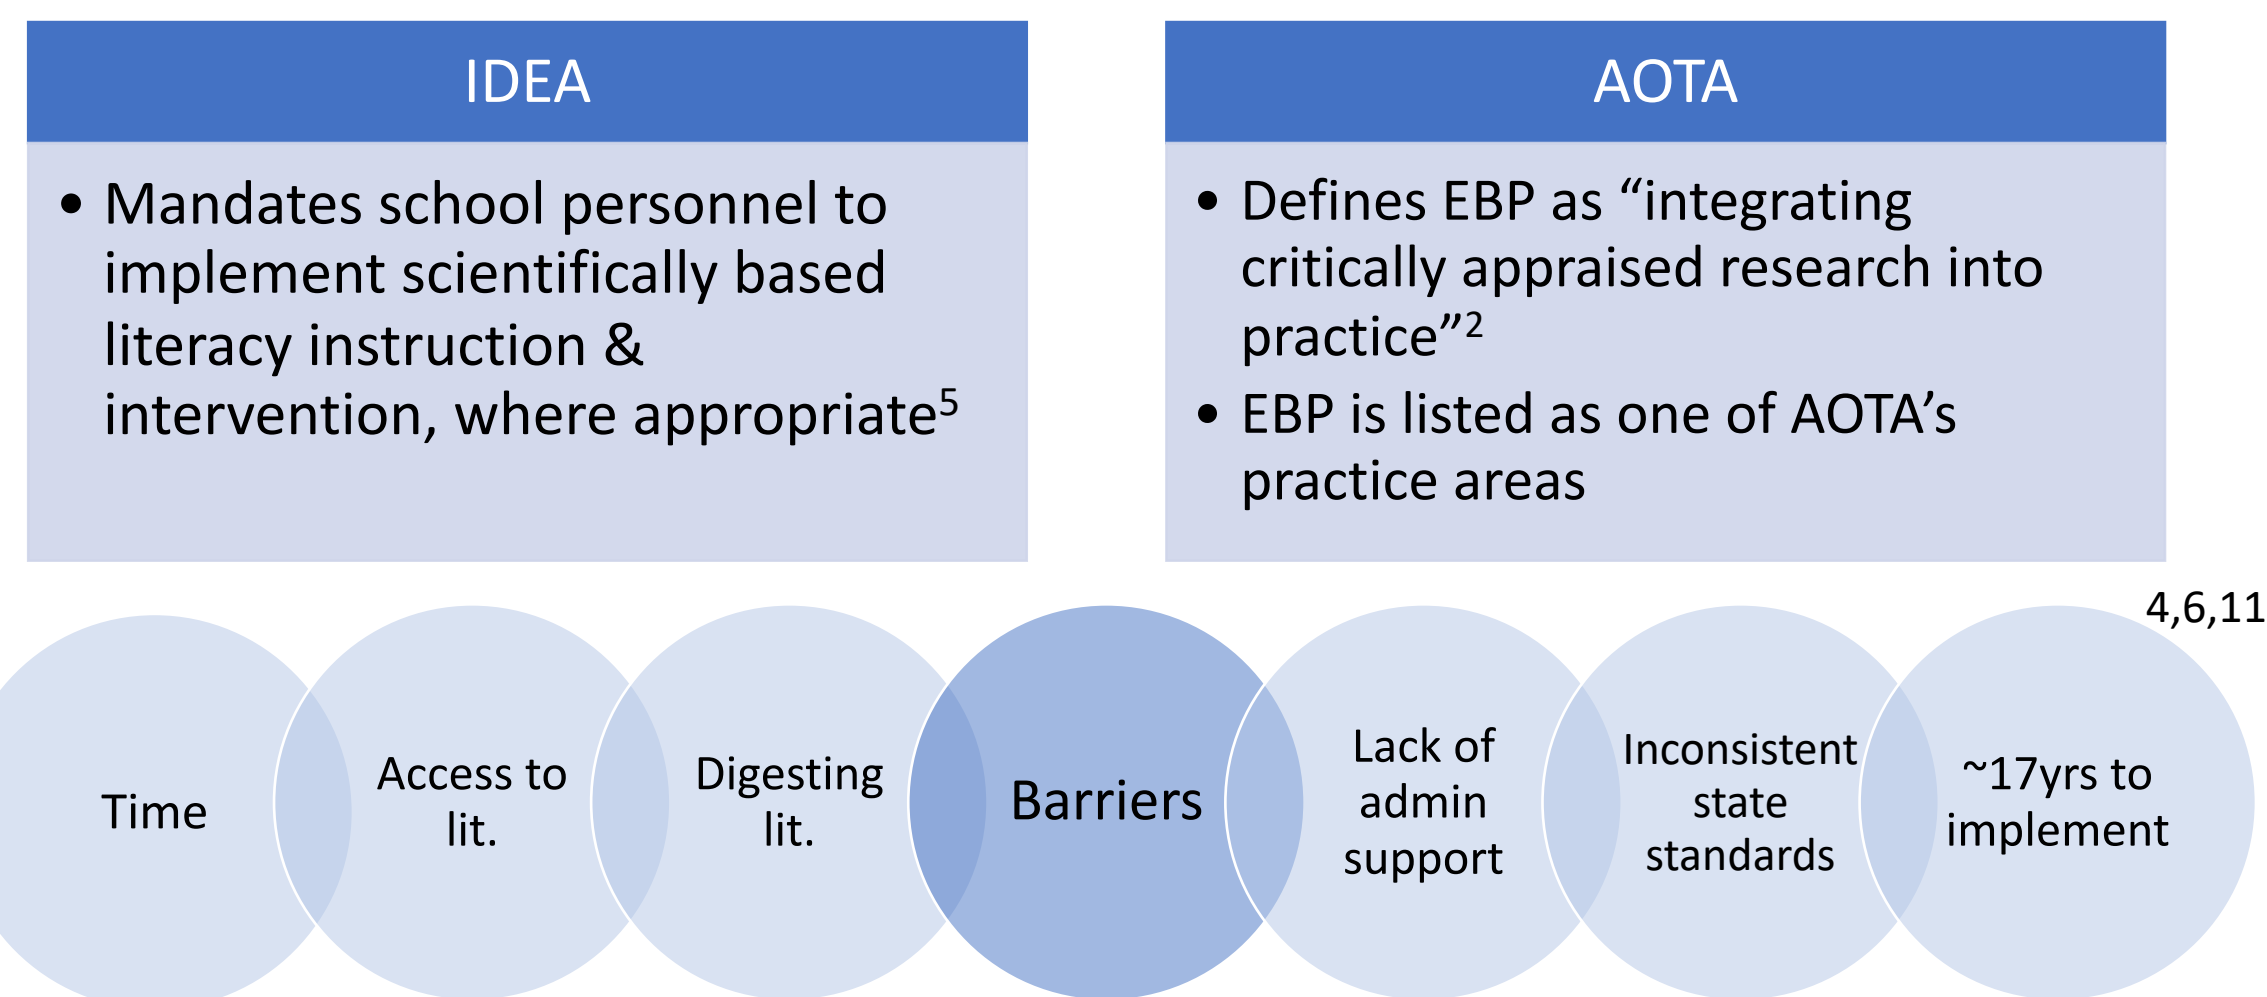 IDEA
• Mandates school personnel to
implement scientifically based
literacy instruction &
intervention, where appropriate⁵
AOTA
• Defines EBP as “integrating
critically appraised research into
practice”²
• EBP is listed as one of AOTA’s
practice areas
4,6,11
Time
Access to
lit.
Digesting
lit.
Barriers
Lack of
admin
support
Inconsistent
state
standards
~17yrs to
implement